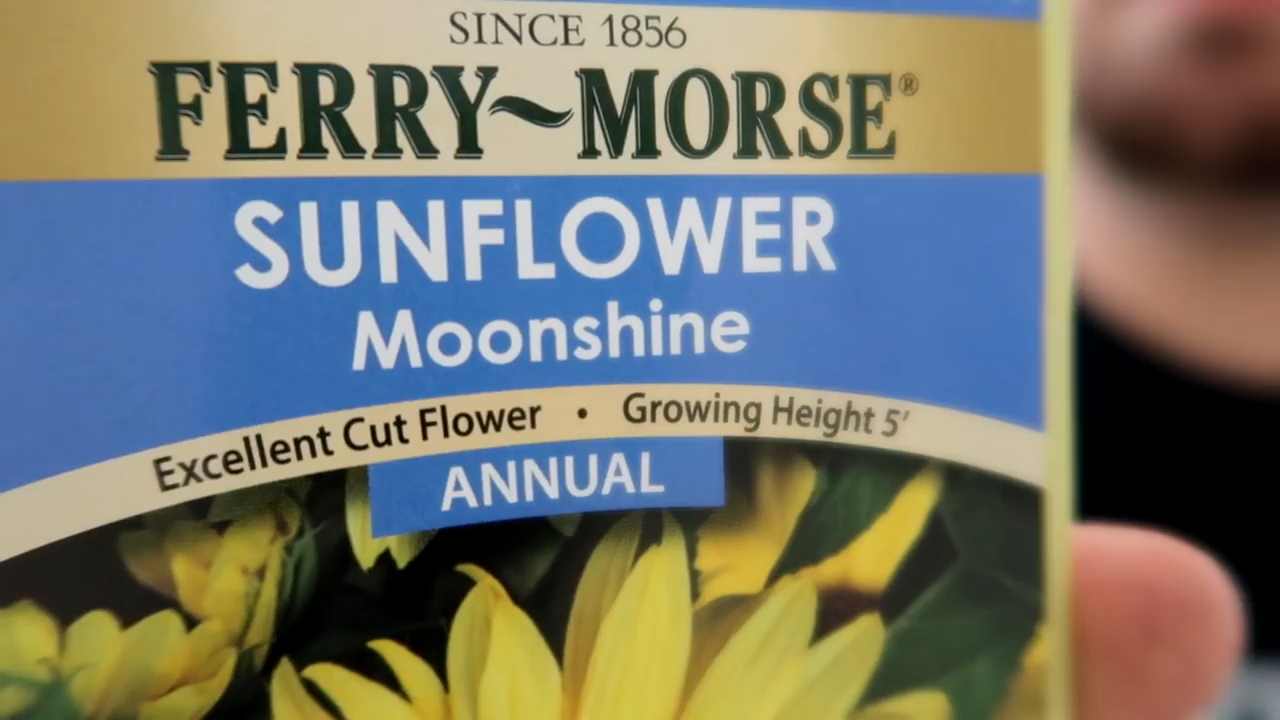 SINCE 1856
FERRY~MORSE®
SUNFLOWER
Moonshine
Excellent Cut Flower • Growing Height 5'
ANNUAL